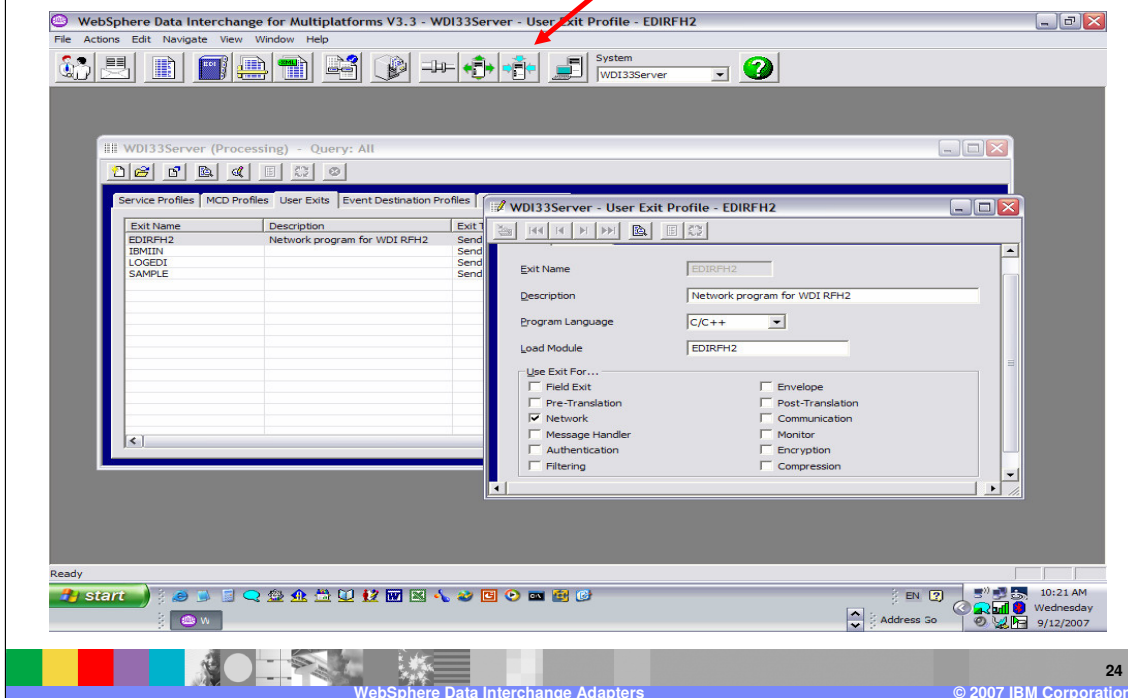 WebSphere Data Interchange for Multiplatforms V3.3 - WDI33Server - User Exit Profile - EDIRFH2
File Actions Edit Navigate View Window Help
System
WDI33Server
WDI33Server (Processing) - Query: All
Service Profiles MCD Profiles User Exits Event Destination Profiles
Exit Name Description Exit T
EDIRFH2 Network program for WDI RFH2 Send
IBMIIN Send
LOGEDI Send
SAMPLE Send
WDI33Server - User Exit Profile - EDIRFH2
Exit Name EDIRFH2
Description Network program for WDI RFH2
Program Language C/C++
Load Module EDIRFH2
Use Exit For...
Field Exit Envelope
Pre-Translation Post-Translation
Network Communication
Message Handler Monitor
Authentication Encryption
Filtering Compression
Ready
start EN 10:21 AM
W Address Go Wednesday
9/12/2007
24
WebSphere Data Interchange Adapters © 2007 IBM Corporation